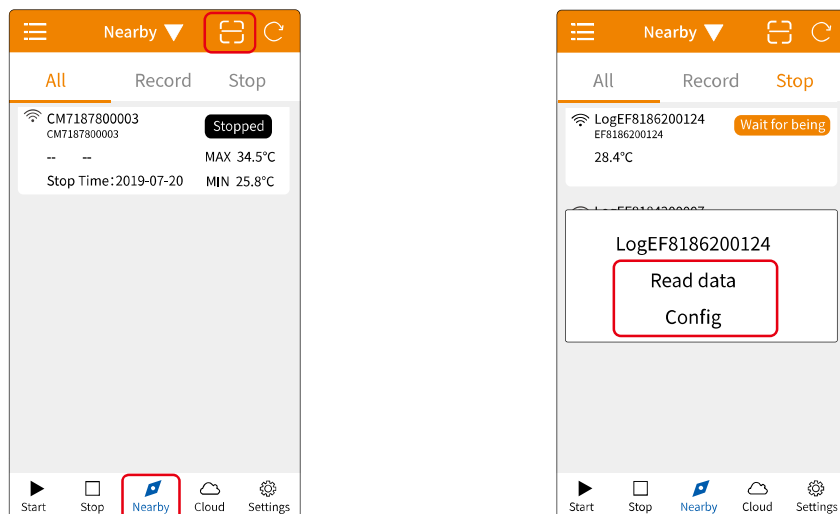 Nearby
All Record Stop
CM7187800003
CM7187800003
Stopped
-- --
MAX 34.5°C
Stop Time:2019-07-20
MIN 25.8°C
Start Stop Nearby Cloud Settings
Nearby
All Record Stop
LogEF8186200124
EF8186200124
Wait for being
28.4°C
LogEF8186200124
Read data
Config
Start Stop Nearby Cloud Settings